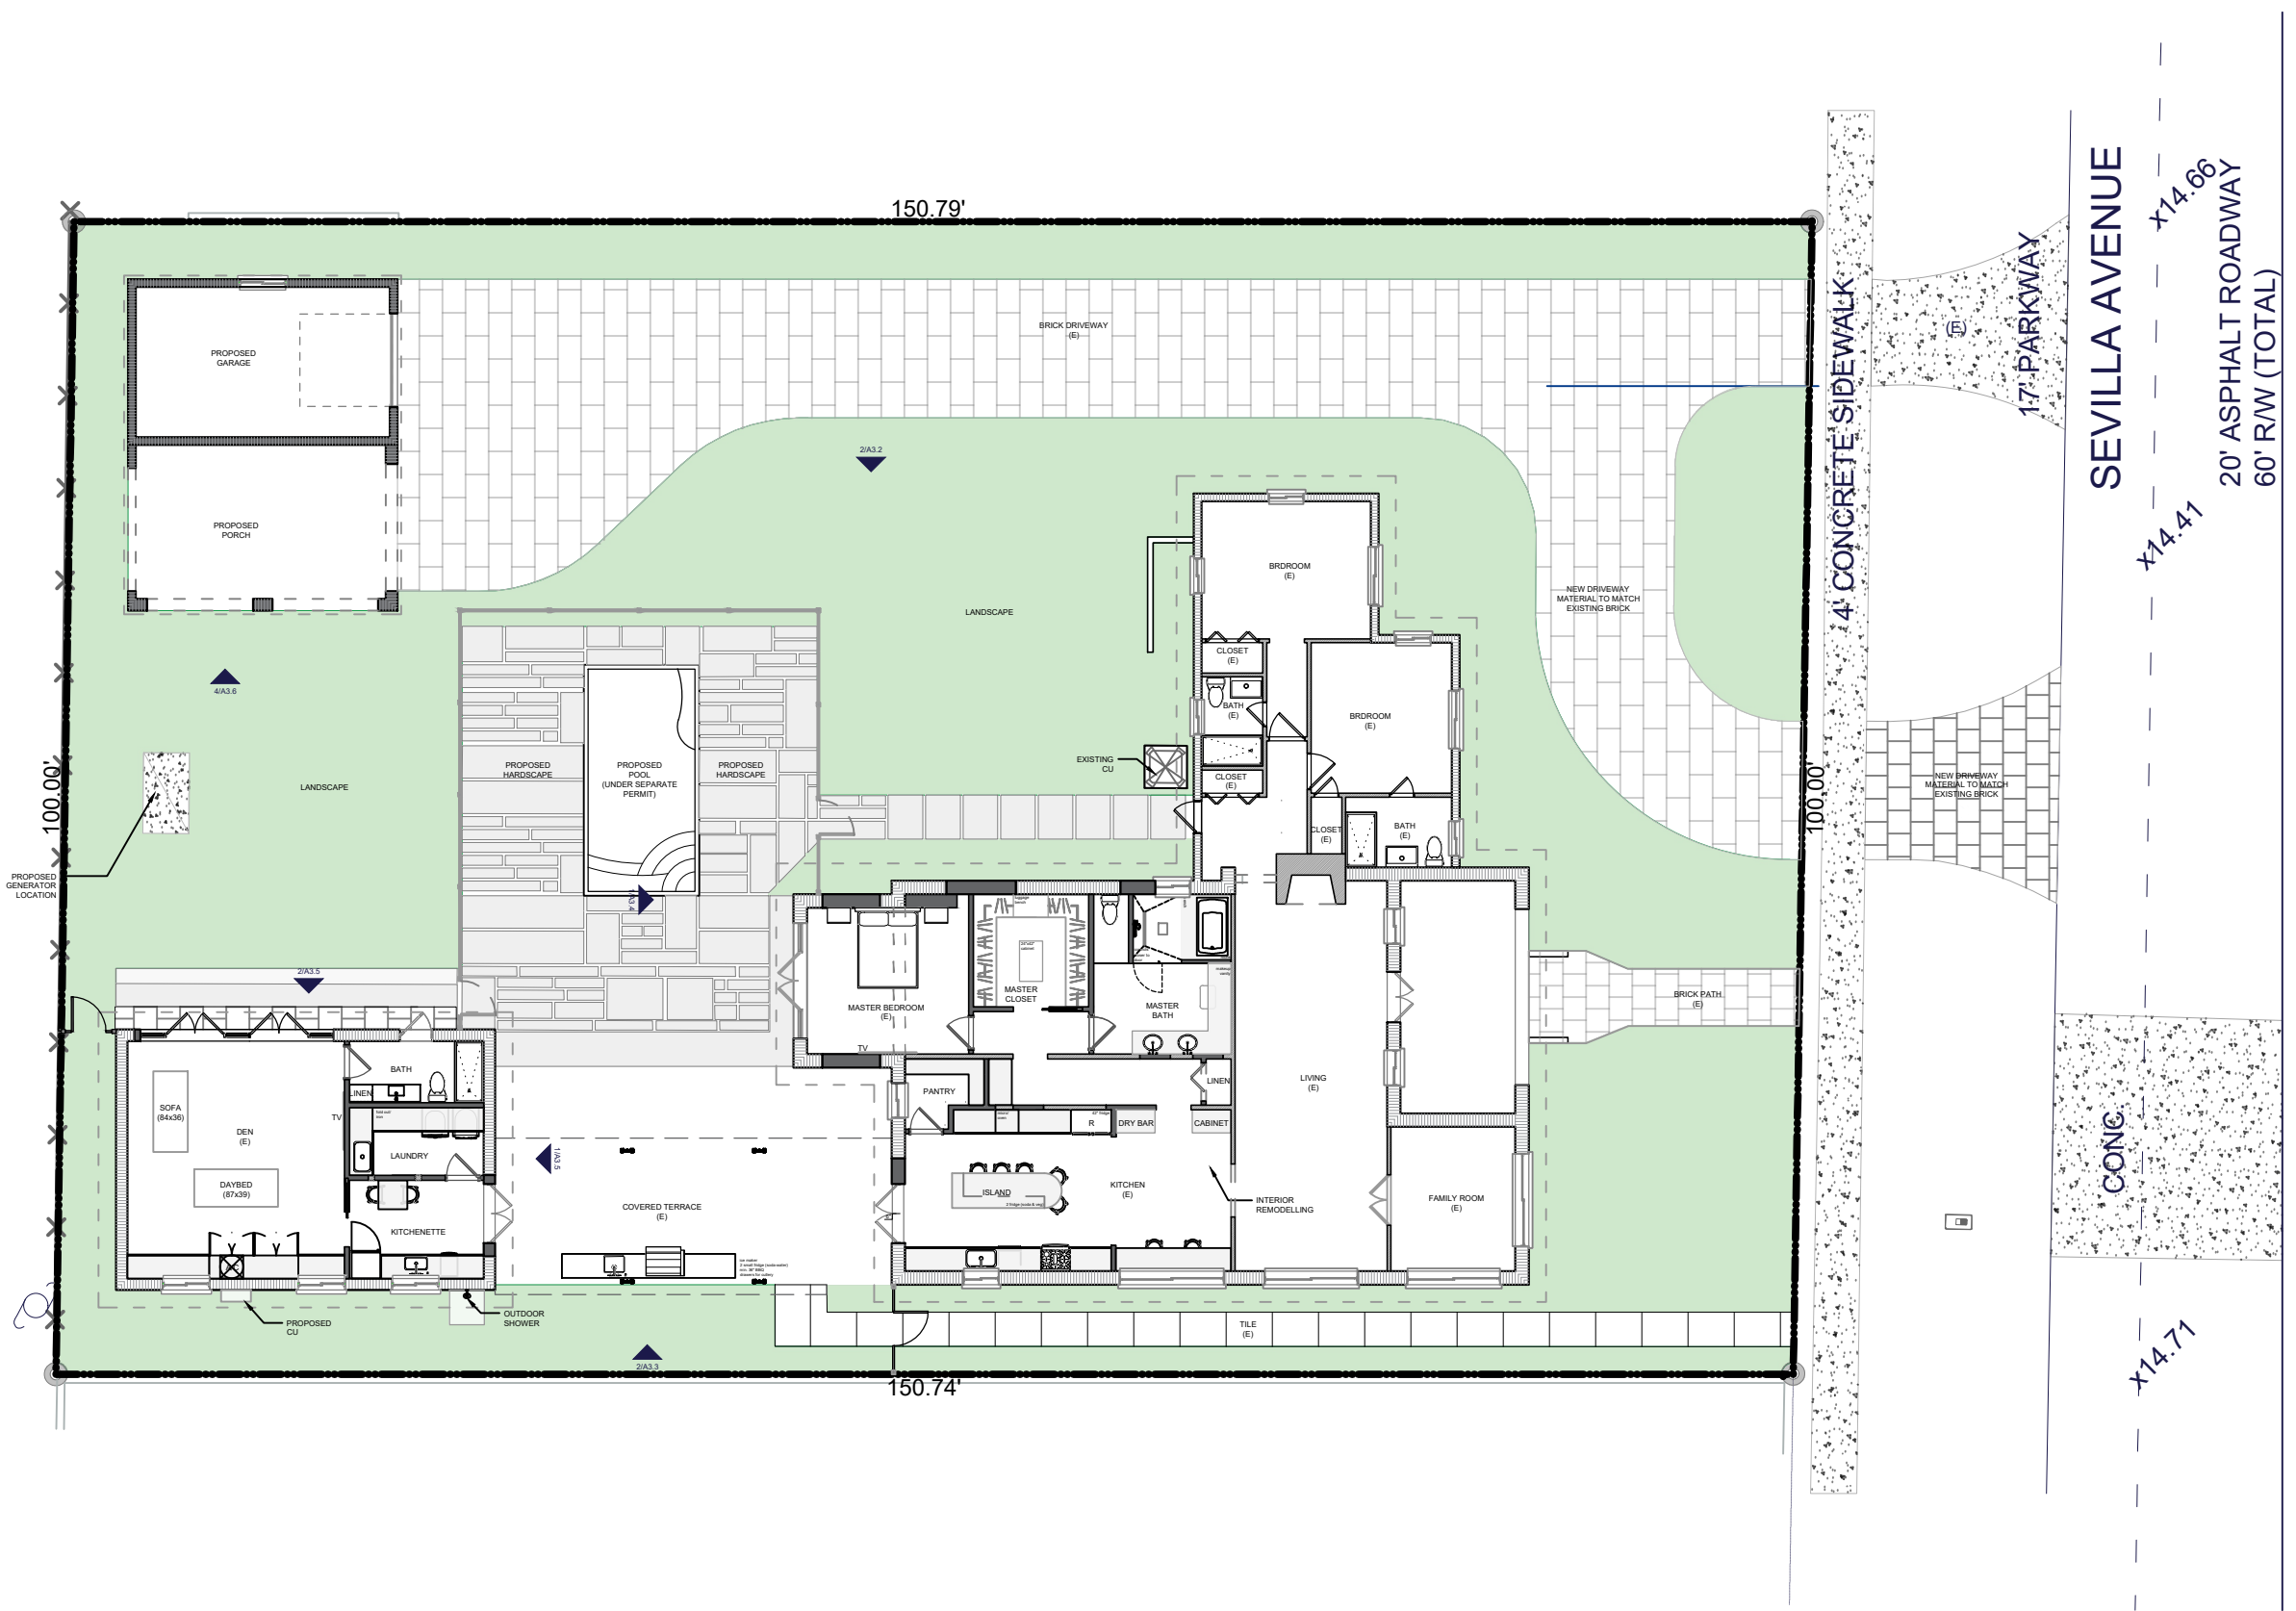 150.79'
BRICK DRIVEWAY
(E)
PROPOSED
GARAGE
PROPOSED
PORCH
2/A3.2
LANDSCAPE
BRDROOM
(E)
NEW DRIVEWAY
MATERIAL TO MATCH
EXISTING BRICK
CLOSET
(E)
BATH
(E)
BRDROOM
(E)
CLOSET
(E)
CLOSET
(E)
BATH
(E)
EXISTING
CU
4/A3.6
LANDSCAPE
PROPOSED
HARDSCAPE
PROPOSED
POOL
(UNDER SEPARATE
PERMIT)
PROPOSED
HARDSCAPE
100.00'
PROPOSED
GENERATOR
LOCATION
2/A3.5
MASTER BEDROOM
(E)
TV
MASTER
CLOSET
MASTER
BATH
BRICK PATH
(E)
BATH
LINEN
TV
SOFA
(84x36)
DEN
(E)
LAUNDRY
DAYBED
(87x39)
KITCHENETTE
1/A3.5
COVERED TERRACE
(E)
PANTRY
LINEN
R
DRY BAR
CABINET
LIVING
(E)
ISLAND
KITCHEN
(E)
INTERIOR
REMODELLING
FAMILY ROOM
(E)
PROPOSED
CU
OUTDOOR
SHOWER
TILE
(E)
2/A3.3
150.74'
100.00'
4' CONCRETE SIDEWALK
(E)
17' PARKWAY
NEW DRIVEWAY
MATERIAL TO MATCH
EXISTING BRICK
SEVILLA AVENUE
20' ASPHALT ROADWAY
60' R/W (TOTAL)
x14.66
x14.41
CONC.
x14.71